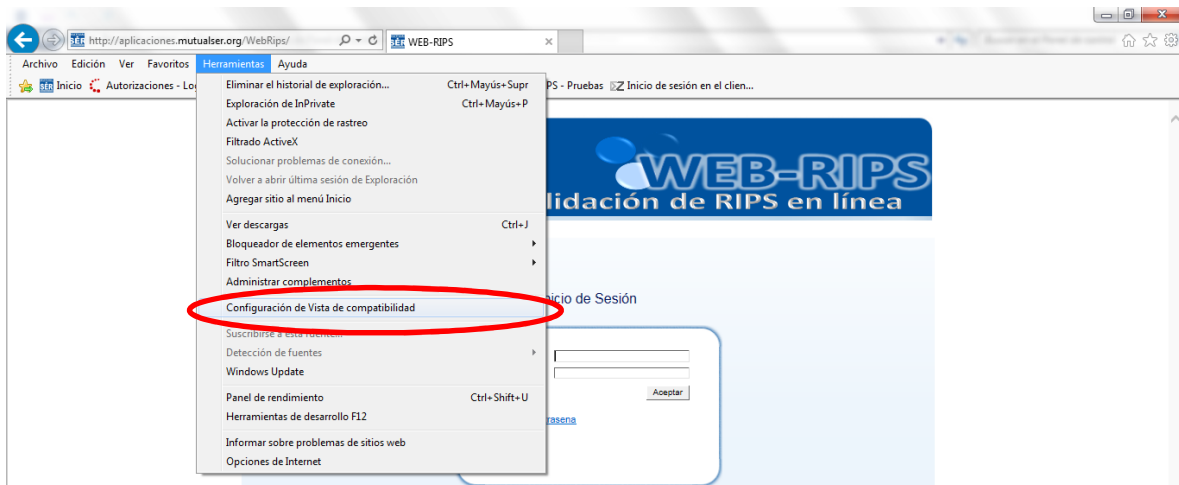 http://aplicaciones.mutualser.org/WebRips/
SER WEB-RIPS
Archivo Edición Ver Favoritos Herramientas Ayuda
SER Inicio Autorizaciones - Lo
PS - Pruebas Inicio de sesión en el clien...
Eliminar el historial de exploración... Ctrl+Mayús+Supr
Exploración de InPrivate Ctrl+Mayús+P
Activar la protección de rastreo
Filtrado ActiveX
Solucionar problemas de conexión...
Volver a abrir última sesión de Exploración
Agregar sitio al menú Inicio
Ver descargas Ctrl+J
Bloqueador de elementos emergentes
Filtro SmartScreen
Administrar complementos
Configuración de Vista de compatibilidad
Suscribirse a esta fuente...
Detección de fuentes
Windows Update
Panel de rendimiento Ctrl+Shift+U
Herramientas de desarrollo F12
Informar sobre problemas de sitios web
Opciones de Internet
WEB-RIPS
lidación de RIPS en línea
icio de Sesión
Aceptar
rasena